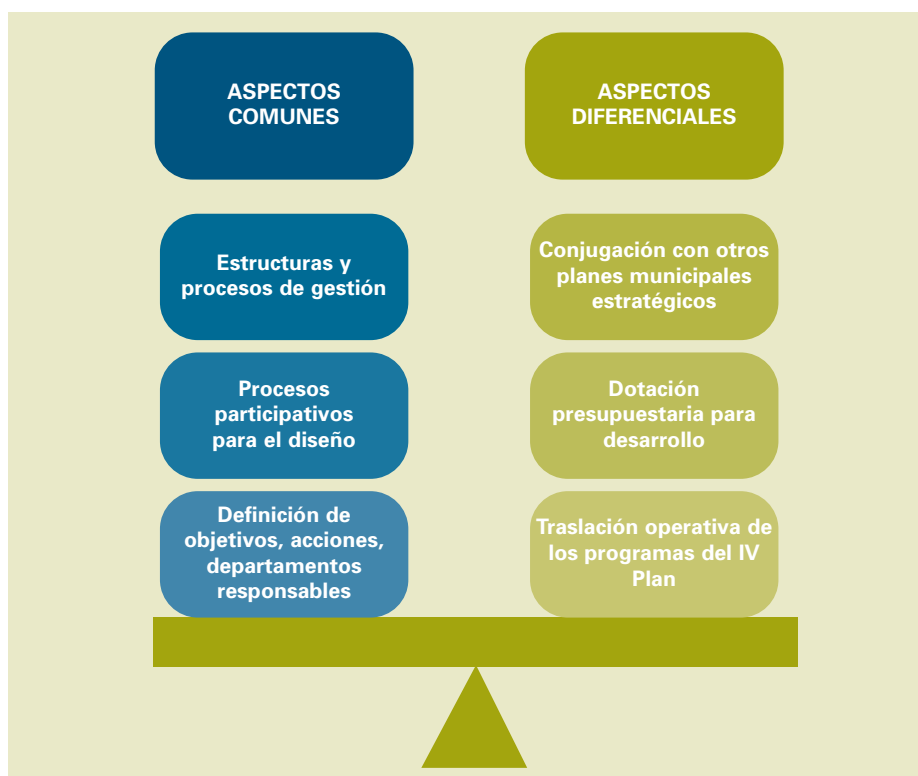 ASPECTOS
COMUNES
Estructuras y
procesos de gestión
Procesos
participativos
para el diseño
Definición de
objetivos, acciones,
departamentos
responsables
ASPECTOS
DIFERENCIALES
Conjugación con otros
planes municipales
estratégicos
Dotación
presupuestaria para
desarrollo
Traslación operativa de
los programas del IV
Plan